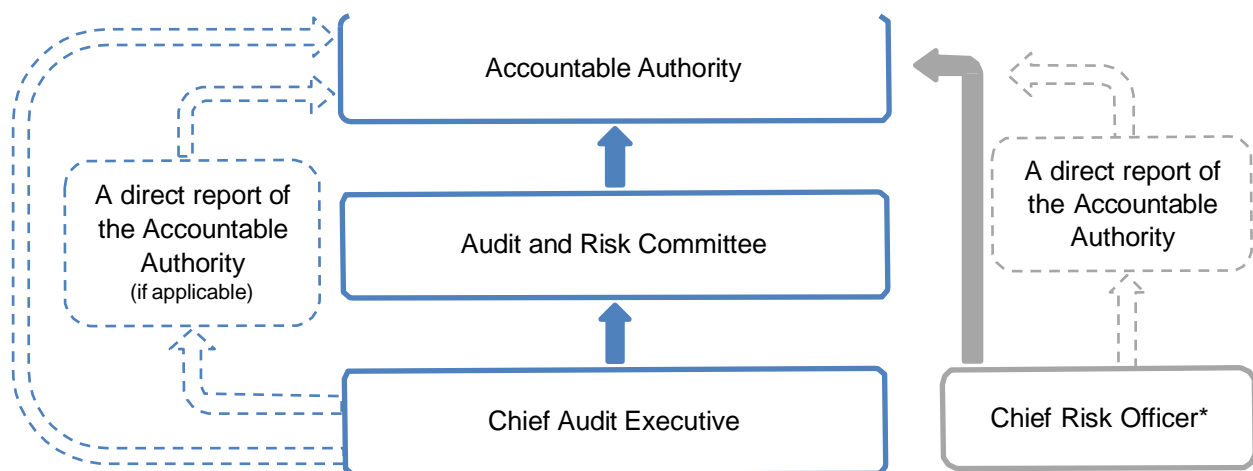 Accountable Authority
A direct report of
the Accountable
Authority
(if applicable)
A direct report of
the Accountable
Authority
Audit and Risk Committee
Chief Audit Executive
Chief Risk Officer*